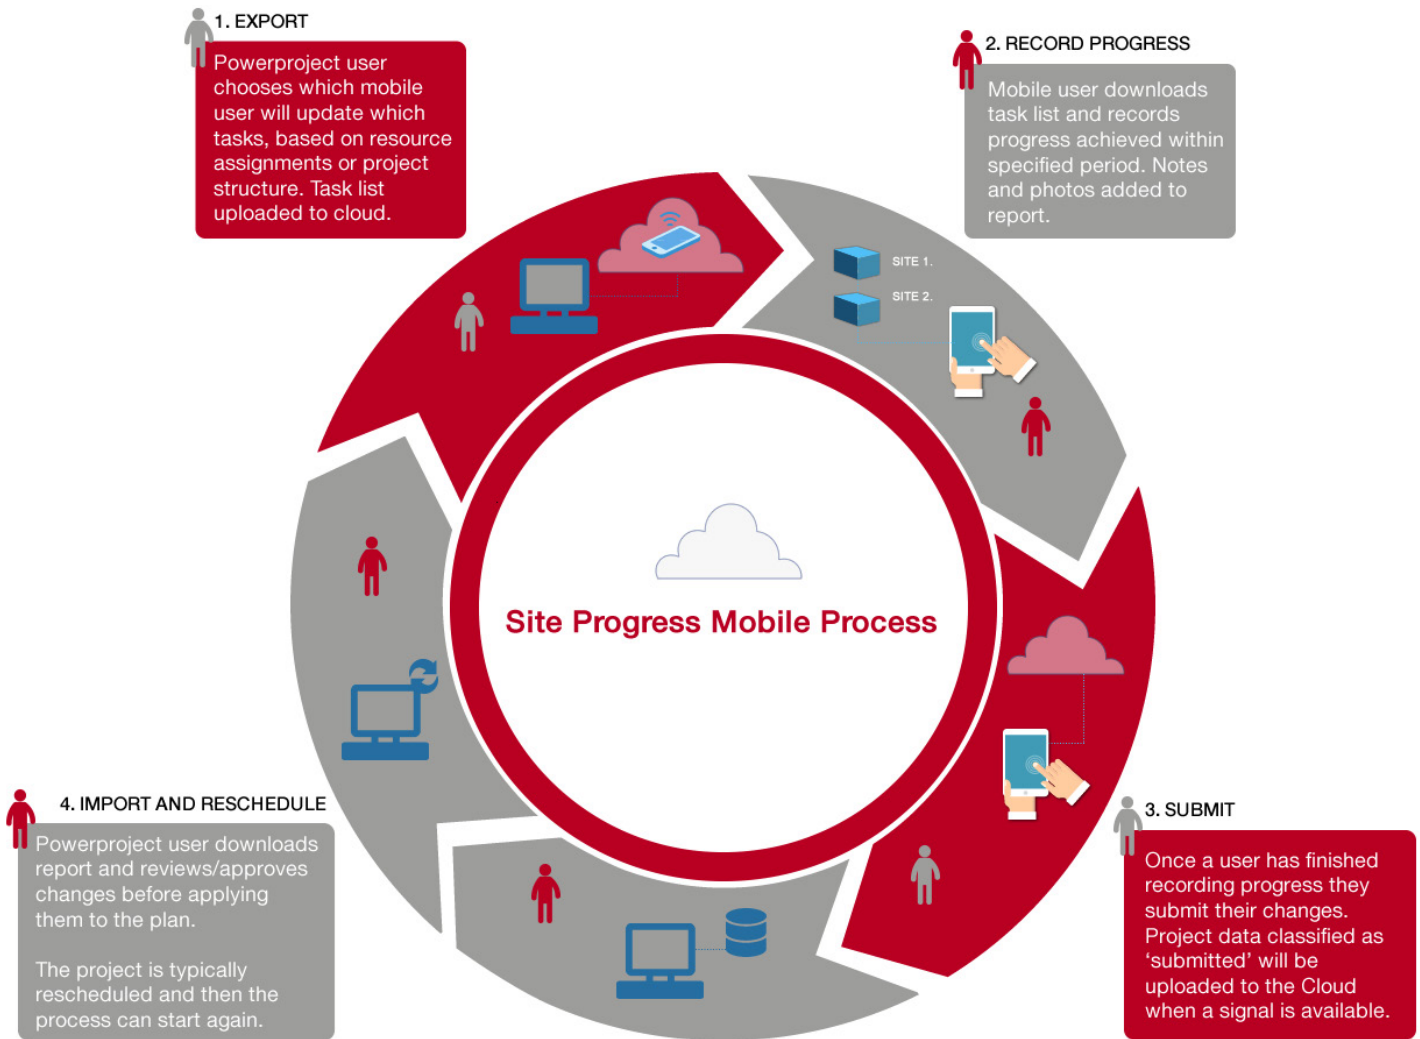 1. EXPORT
Powerproject user
chooses which mobile
user will update which
tasks, based on resource
assignments or project
structure. Task list
uploaded to cloud.
2. RECORD PROGRESS
Mobile user downloads
task list and records
progress achieved within
specified period. Notes
and photos added to
report.
SITE 1.
SITE 2.
Site Progress Mobile Process
3. SUBMIT
Once a user has finished
recording progress they
submit their changes.
Project data classified as
‘submitted’ will be
uploaded to the Cloud
when a signal is available.
4. IMPORT AND RESCHEDULE
Powerproject user downloads
report and reviews/approves
changes before applying
them to the plan.
The project is typically
rescheduled and then the
process can start again.